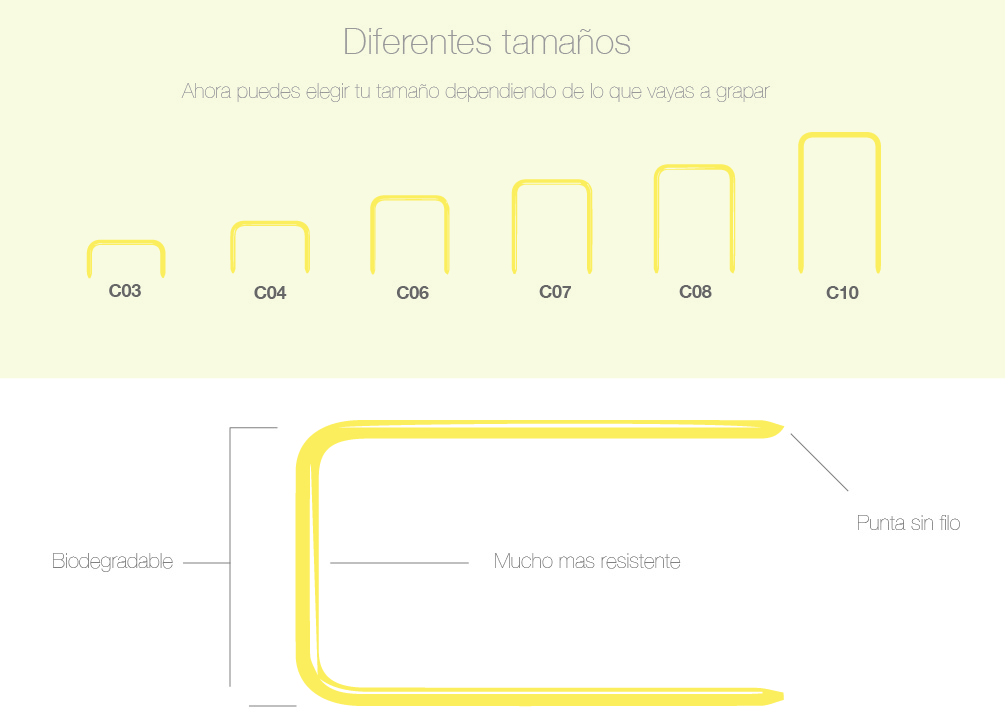 Diferentes tamaños
Ahora puedes elegir tu tamaño dependiendo de lo que vayas a grapar
C03
C04
C06
C07
C08
C10
Punta sin filo
Biodegradable
Mucho mas resistente